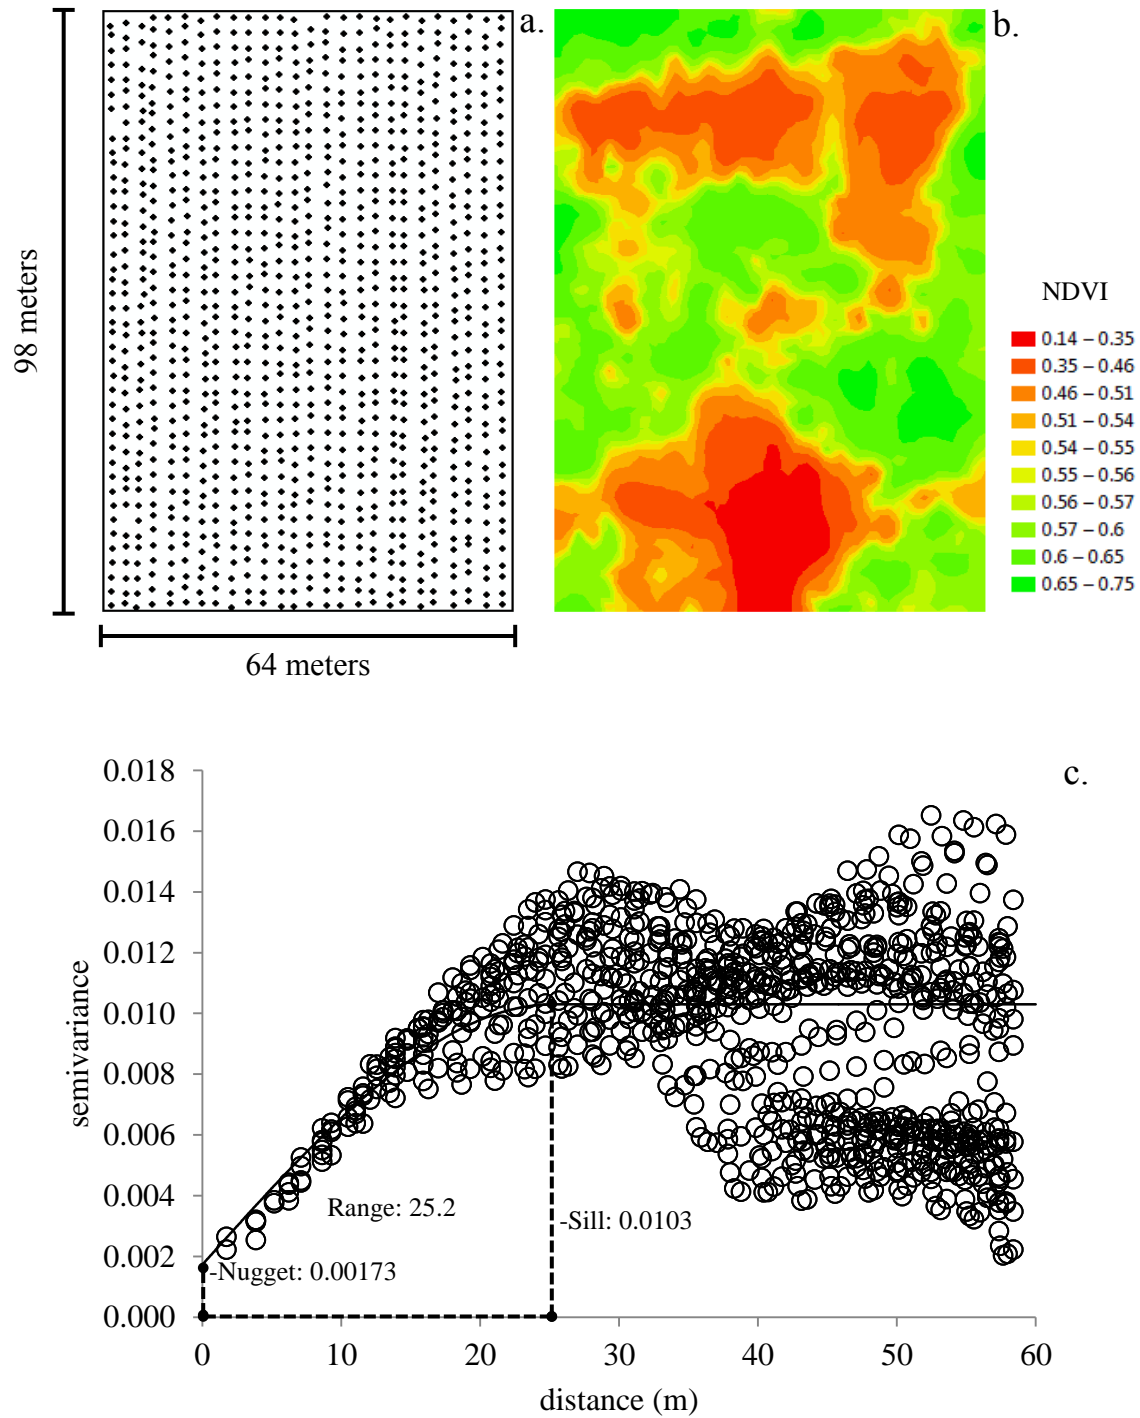 a.
b.
98 meters
64 meters
NDVI
0.14 – 0.35
0.35 – 0.46
0.46 – 0.51
0.51 – 0.54
0.54 – 0.55
0.55 – 0.56
0.56 – 0.57
0.57 – 0.6
0.6 – 0.65
0.65 – 0.75
c.
semivariance
0.018
0.016
0.014
0.012
0.010
0.008
0.006
0.004
0.002
0.000
Range: 25.2
-Sill: 0.0103
-Nugget: 0.00173
0 10 20 30 40 50 60
distance (m)